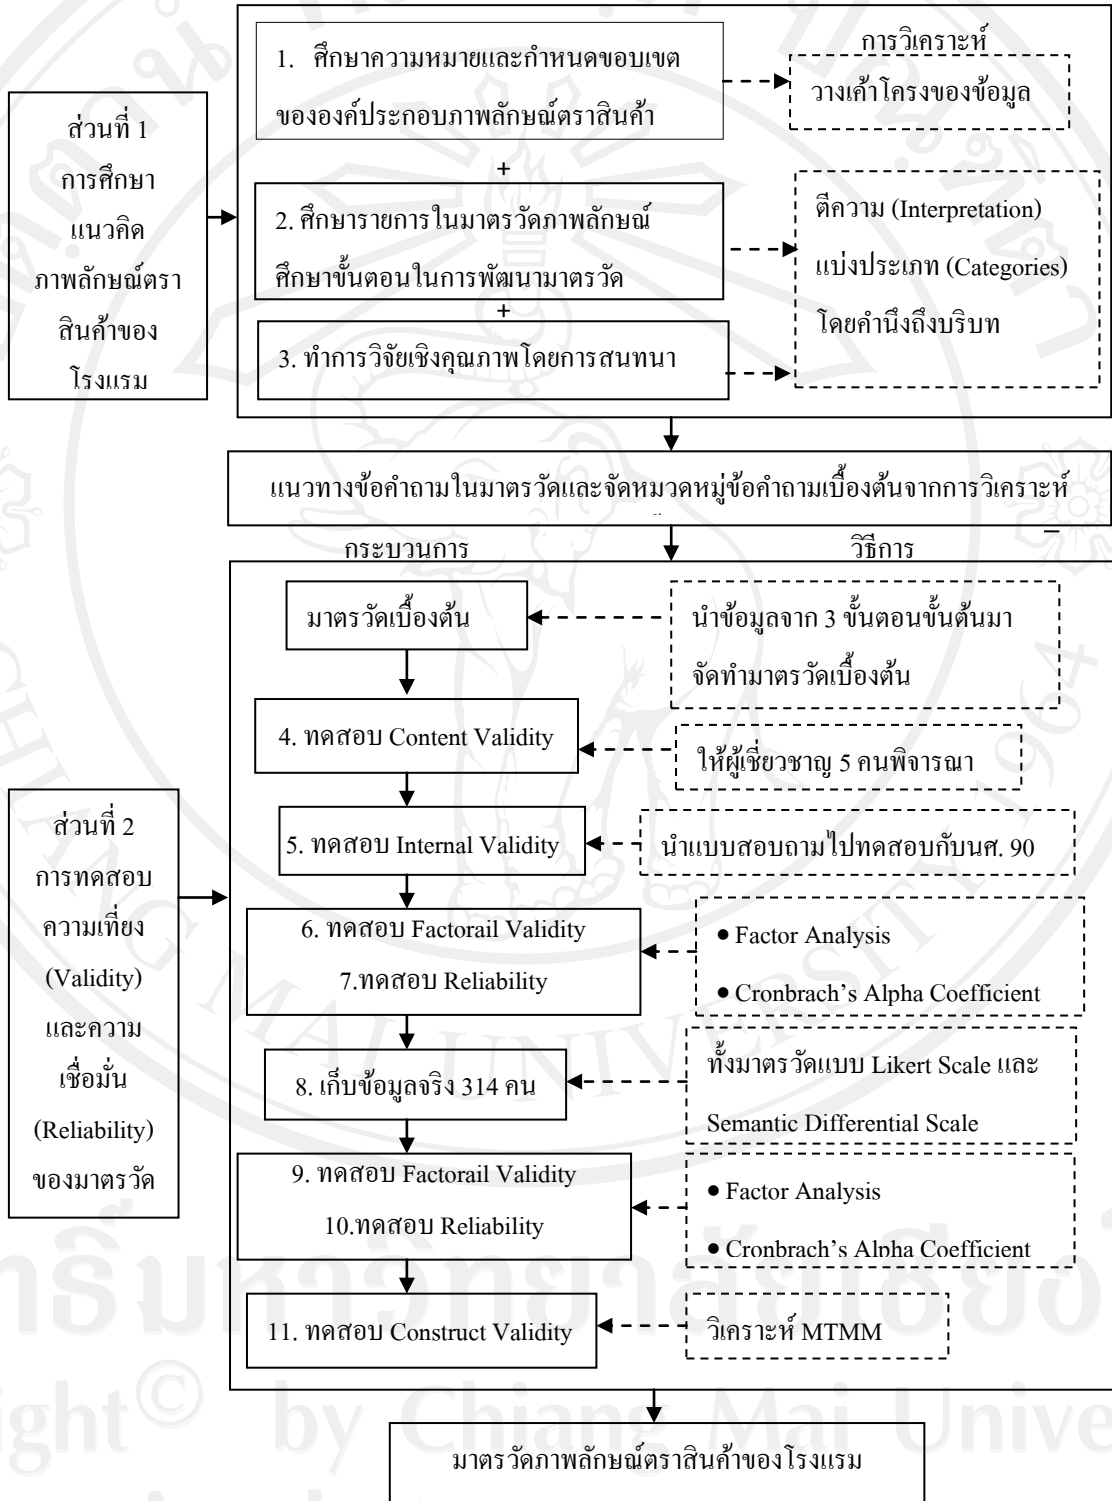 การวิเคราะห์
1. ศึกษาความหมายและกำหนดขอบเขต
ขององค์ประกอบภาพลักษณ์ตราสินค้า
วางเค้าโครงของข้อมูล
ส่วนที่ 1
การศึกษา
แนวคิด
ภาพลักษณ์ตรา
สินค้าของ
โรงแรม
+
2. ศึกษารายการในมาตรวัดภาพลักษณ์
ศึกษาขั้นตอนในการพัฒนามาตรวัด
ตีความ (Interpretation)
แบ่งประเภท (Categories)
โดยคำนึงถึงบริบท
+
3. ทำการวิจัยเชิงคุณภาพโดยการสนทนา
แนวทางข้อคำถามในมาตรวัดและจัดหมวดหมู่ข้อคำถามเบื้องต้นจากการวิเคราะห์
กระบวนการ
วิธีการ
มาตรวัดเบื้องต้น
นำข้อมูลจาก 3 ขั้นตอนขั้นต้นมา
จัดทำมาตรวัดเบื้องต้น
4. ทดสอบ Content Validity
ให้ผู้เชี่ยวชาญ 5 คนพิจารณา
ส่วนที่ 2
การทดสอบ
ความเที่ยง
(Validity)
และความ
เชื่อมั่น
(Reliability)
ของมาตรวัด
5. ทดสอบ Internal Validity
นำแบบสอบถามไปทดสอบกับนศ. 90
6. ทดสอบ Factorail Validity
7.ทดสอบ Reliability
• Factor Analysis
• Cronbrach's Alpha Coefficient
8. เก็บข้อมูลจริง 314 คน
ทั้งมาตรวัดแบบ Likert Scale และ
Semantic Differential Scale
9. ทดสอบ Factorail Validity
10.ทดสอบ Reliability
• Factor Analysis
• Cronbrach's Alpha Coefficient
11. ทดสอบ Construct Validity
วิเคราะห์ MTMM
มาตรวัดภาพลักษณ์ตราสินค้าของโรงแรม
CHIANG MAI UNIVERSITY 1964
ight© by Chiang Mai Unive